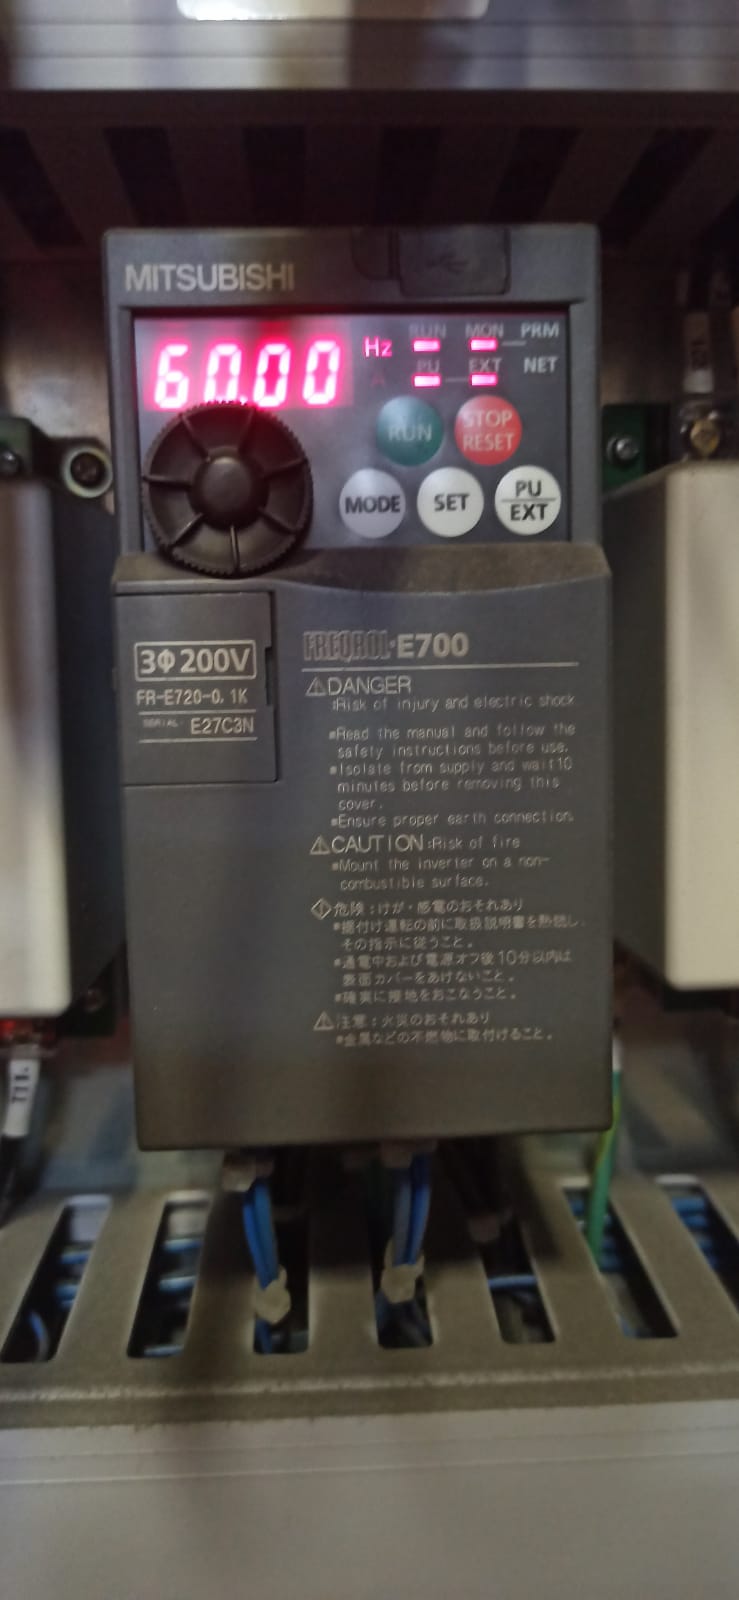 MITSUBISHI
60.00
Hz
A
RUN MON PRM
PU EXT NET
RUN
STOP
RESET
MODE
SET
PU
EXT
3Φ 200V
FR-E720-0.1K
SERIAL: E27C3N
FREQROL-E700
⚠DANGER
:Risk of injury and electric shock
▪Read the manual and follow the
safety instructions before use.
▪Isolate from supply and wait10
minutes before removing this
cover.
▪Ensure proper earth connection.
⚠CAUTION:Risk of fire
▪Mount the inverter on a non-
combustible surface.
危険:けが・感電のおそれあり
▪据付け運転の前に取扱説明書を熟読し、
その指示に従うこと。
▪通電中および電源オフ後10分以内は
表面カバーをあけないこと。
▪確実に接地をおこなうこと。
⚠注意:火災のおそれあり
▪金属などの不燃物に取付けること。